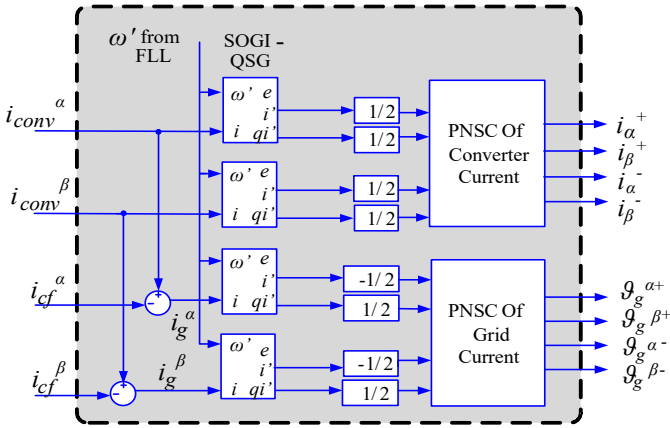 ω' from
FLL
SOGI -
QSG
i_conv^α
i_conv^β
i_cf^α
i_cf^β
i_g^α
i_g^β
ω' e
i'
i qi'
ω' e
i'
i qi'
ω' e
i'
i qi'
ω' e
i'
i qi'
+
-
+
-
1/2
1/2
1/2
1/2
-1/2
1/2
-1/2
1/2
PNSC Of
Converter
Current
PNSC Of
Grid
Current
i_α^+
i_β^+
i_α^-
i_β^-
ϑ_g^α+
ϑ_g^β+
ϑ_g^α-
ϑ_g^β-